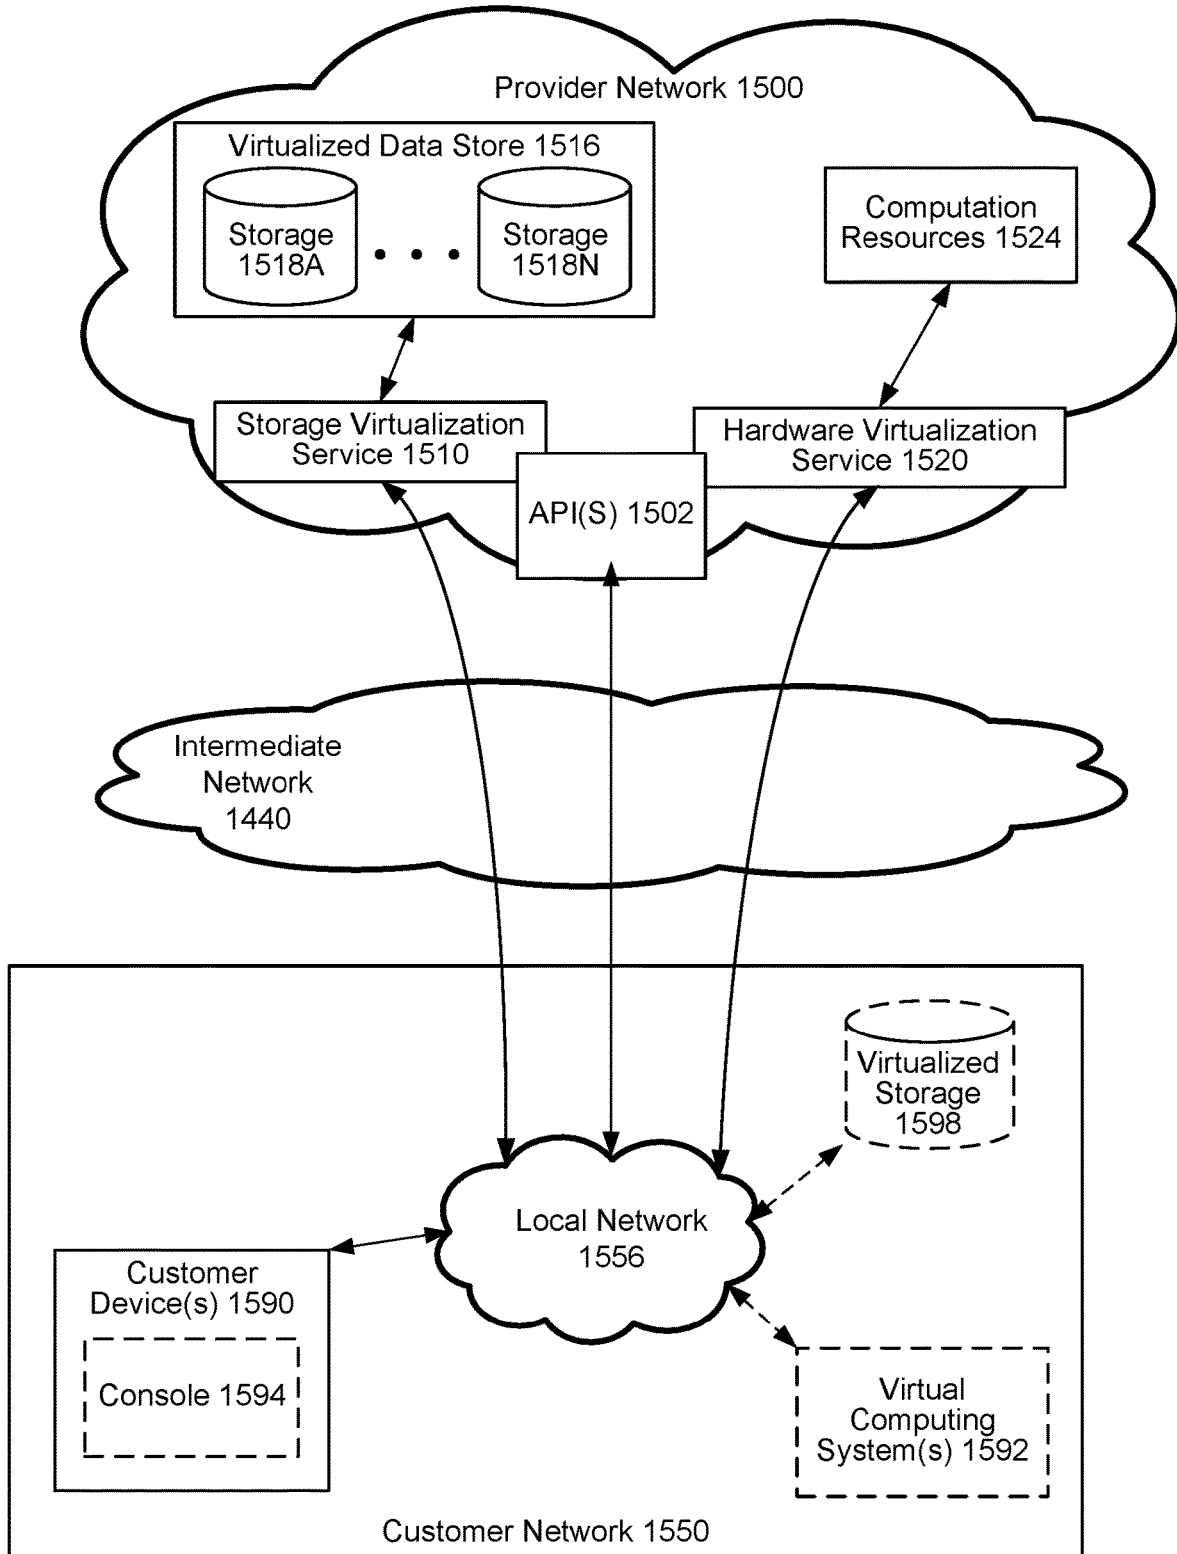 Provider Network 1500
Virtualized Data Store 1516
Storage
1518A
Storage
1518N
Computation
Resources 1524
Storage Virtualization
Service 1510
Hardware Virtualization
Service 1520
API(S) 1502
Intermediate
Network
1440
Virtualized
Storage
1598
Local Network
1556
Customer
Device(s) 1590
Console 1594
Virtual
Computing
System(s) 1592
Customer Network 1550